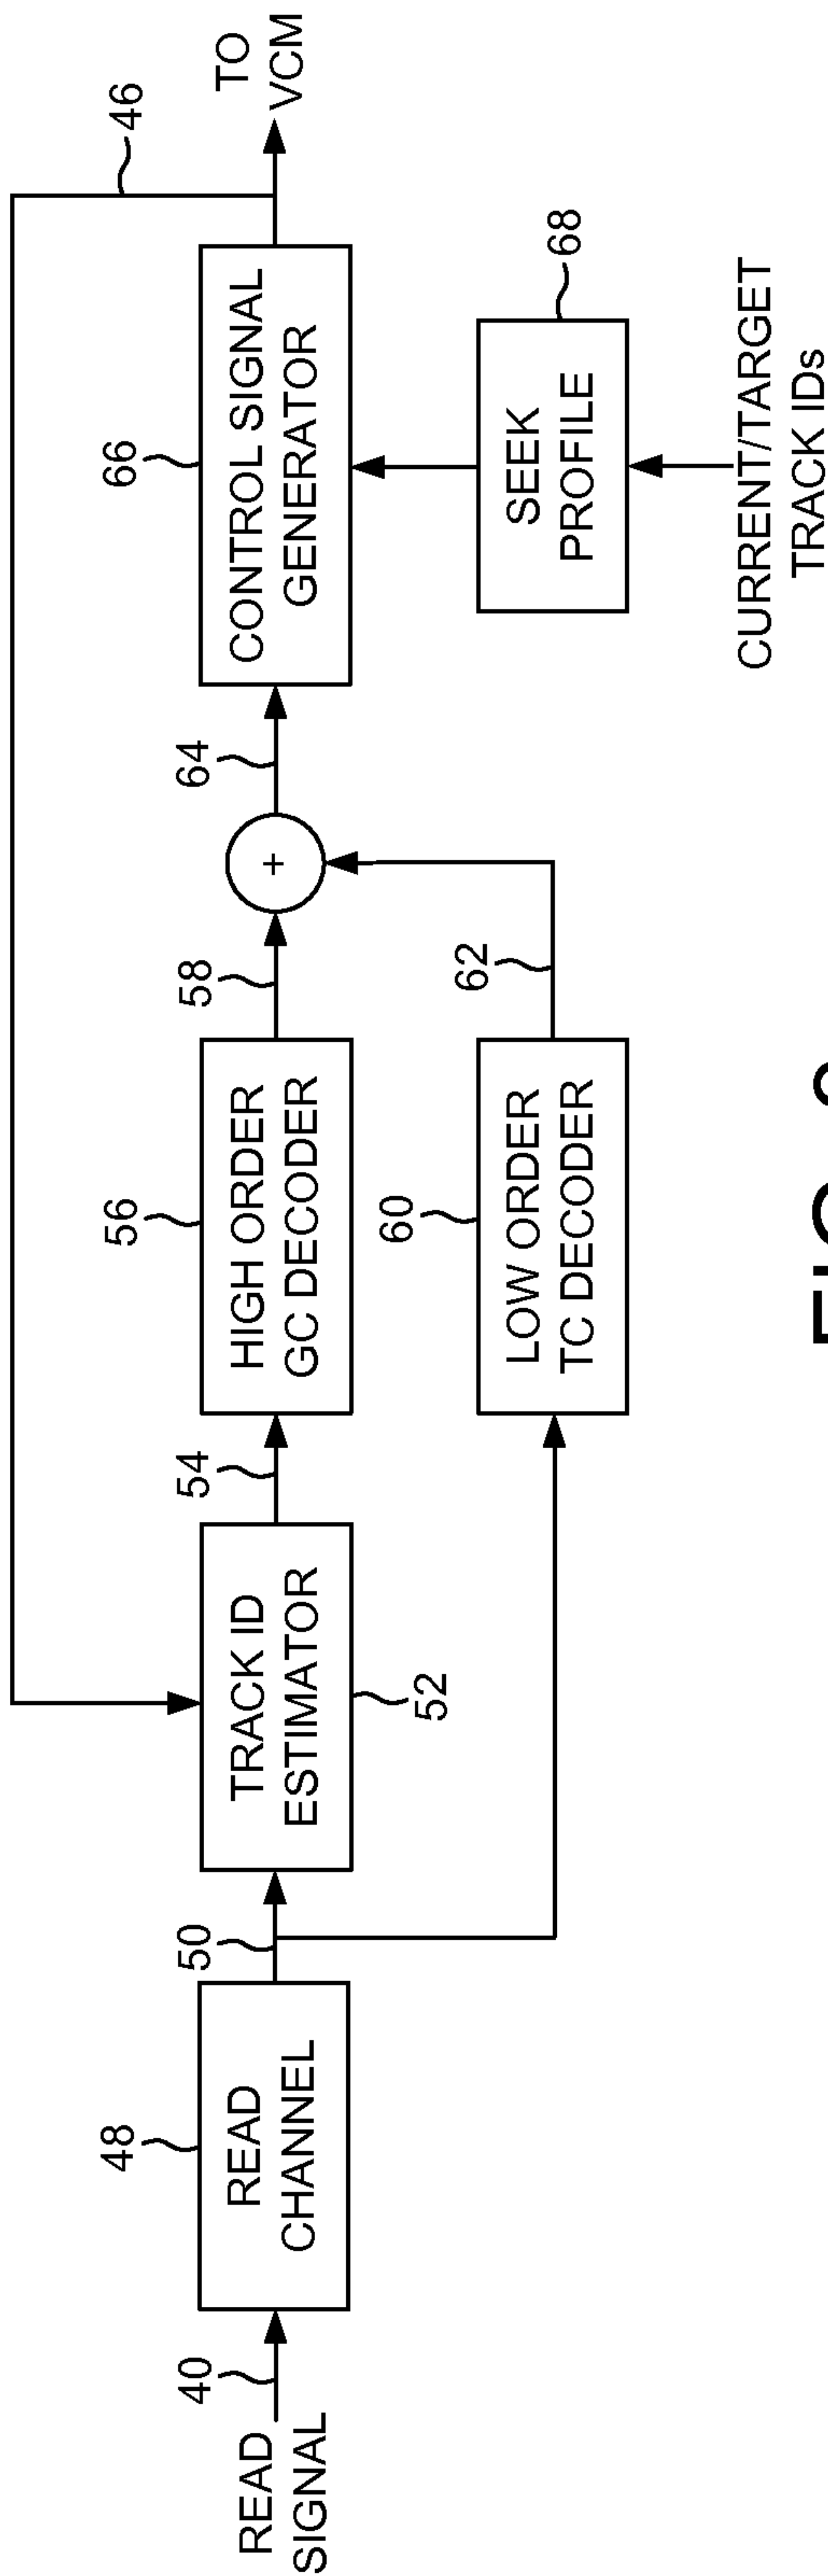 READ
SIGNAL
40
48
READ
CHANNEL
50
TRACK ID
ESTIMATOR
52
54
56
HIGH ORDER
GC DECODER
58
60
LOW ORDER
TC DECODER
62
+
64
66
CONTROL SIGNAL
GENERATOR
68
SEEK
PROFILE
CURRENT/TARGET
TRACK IDs
46
TO
VCM